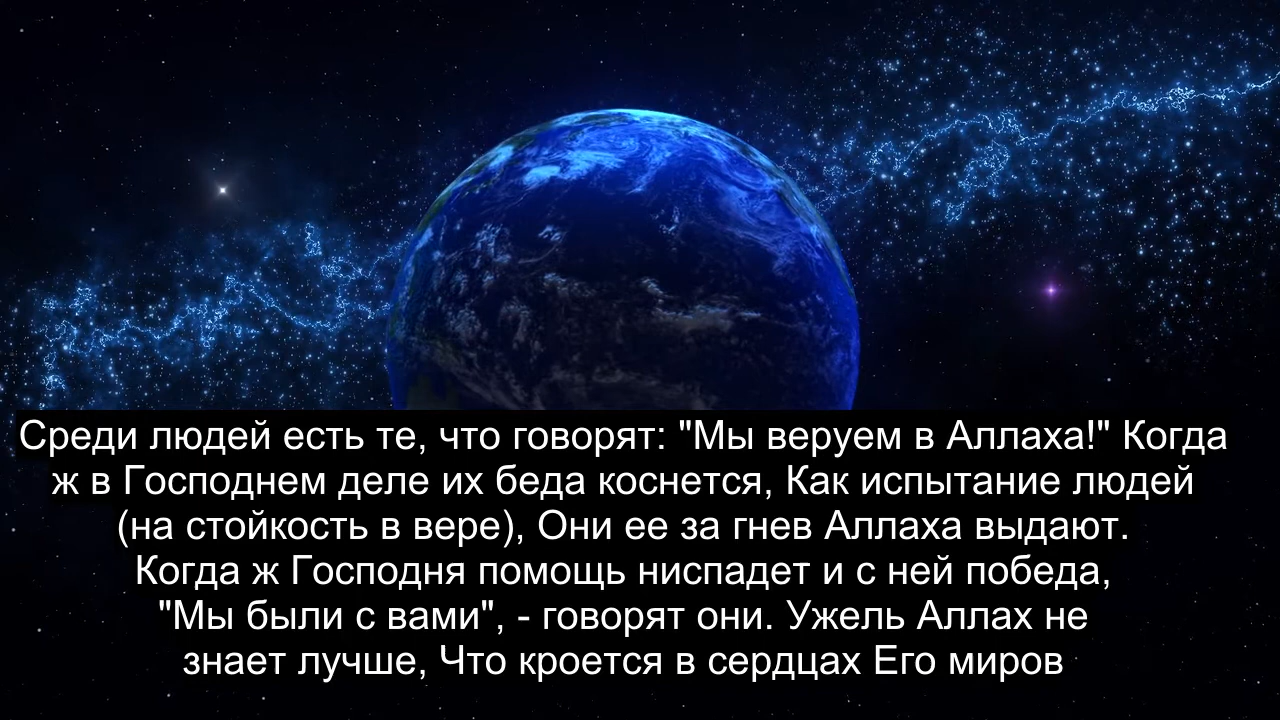 Среди людей есть те, что говорят: "Мы веруем в Аллаха!" Когда
ж в Господнем деле их беда коснется, Как испытание людей
(на стойкость в вере), Они ее за гнев Аллаха выдают.
Когда ж Господня помощь ниспадет и с ней победа,
"Мы были с вами", - говорят они. Ужель Аллах не
знает лучше, Что кроется в сердцах Его миров